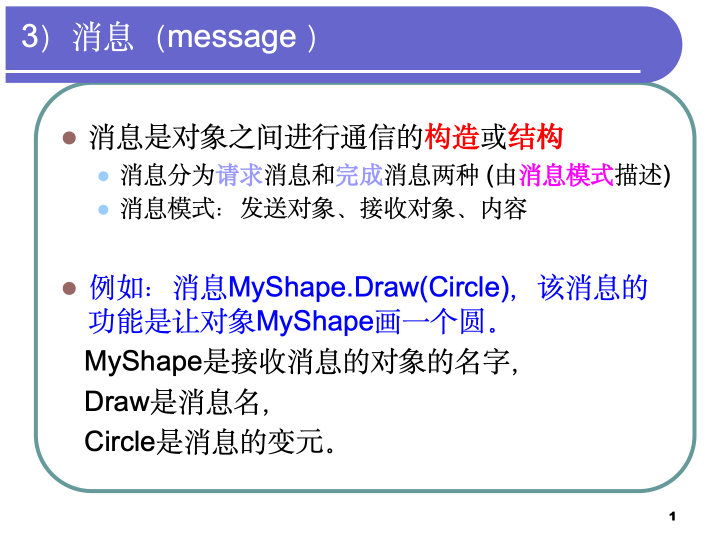 3）消息（message ）
消息是对象之间进行通信的构造或结构
消息分为请求消息和完成消息两种 (由消息模式描述)
消息模式：发送对象、接收对象、内容
例如：消息MyShape.Draw(Circle)，该消息的
功能是让对象MyShape画一个圆。
MyShape是接收消息的对象的名字，
Draw是消息名，
Circle是消息的变元。
1